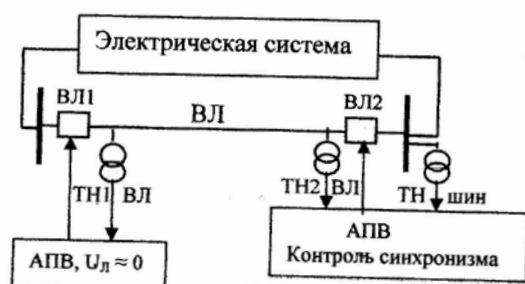 Электрическая система
ВЛ1
ВЛ
ВЛ2
ТН1 ВЛ
ТН2 ВЛ
ТН шин
АПВ, Uл ≈ 0
АПВ
Контроль синхронизма